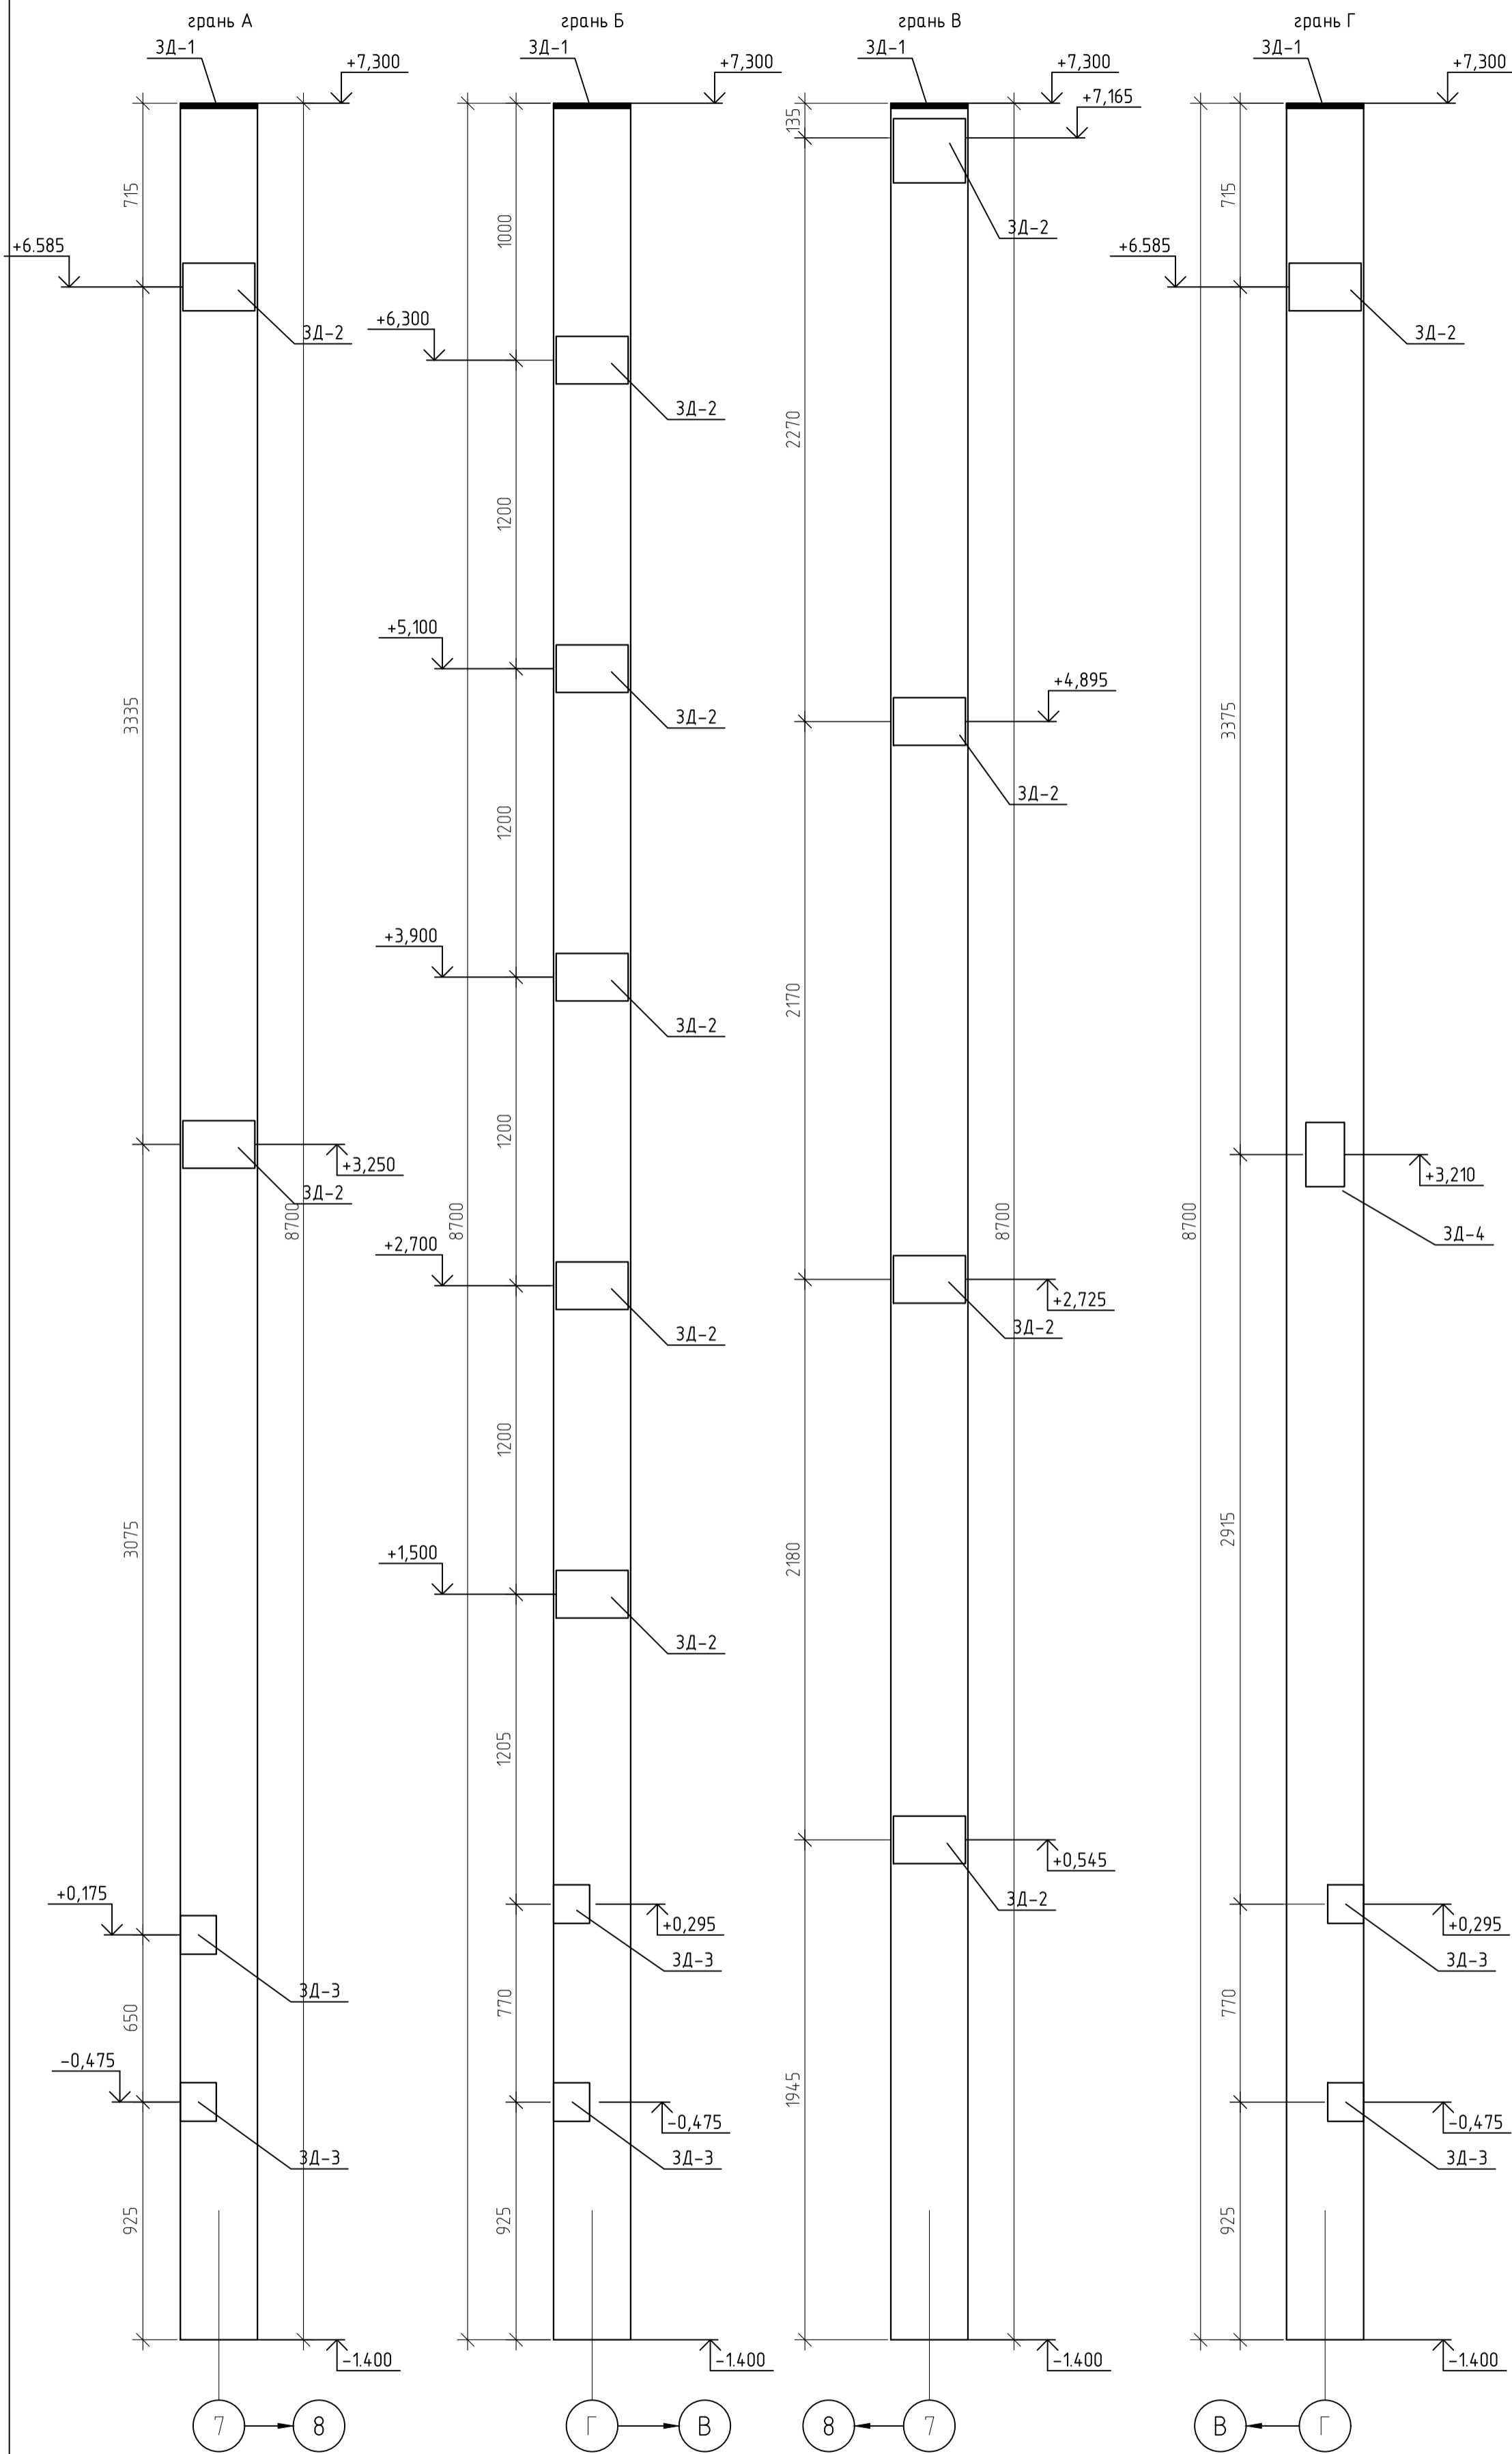 грань А
ЗД-1
+7,300
715
+6.585
ЗД-2
3335
+3,250
ЗД-2
8700
3075
+0,175
ЗД-3
650
-0,475
ЗД-3
925
-1.400
7
8
грань Б
ЗД-1
+7,300
1000
+6,300
ЗД-2
1200
+5,100
ЗД-2
1200
+3,900
ЗД-2
1200
8700
+2,700
ЗД-2
1200
+1,500
ЗД-2
1205
+0,295
ЗД-3
770
-0,475
ЗД-3
925
-1.400
Г
В
грань В
ЗД-1
+7,300
+7,165
135
ЗД-2
2270
+4,895
ЗД-2
2170
8700
+2,725
ЗД-2
2180
+0,545
ЗД-2
1945
-1.400
8
7
грань Г
ЗД-1
+7,300
715
+6.585
ЗД-2
3375
+3,210
ЗД-4
8700
2915
+0,295
ЗД-3
770
-0,475
ЗД-3
925
-1.400
В
Г